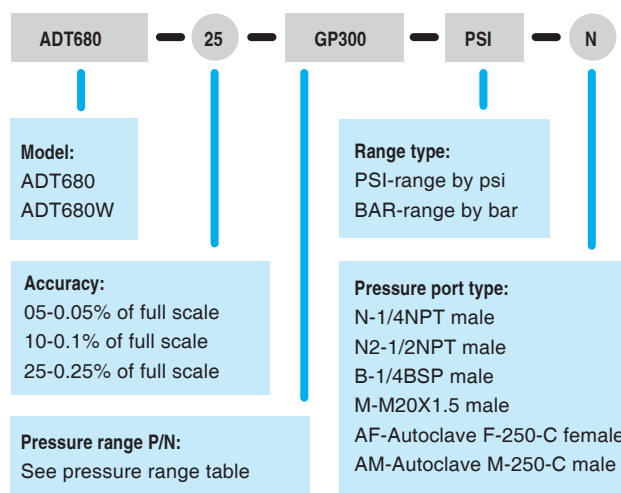 ADT680 25 GP300 PSI N
Model:
ADT680
ADT680W
Range type:
PSI-range by psi
BAR-range by bar
Accuracy:
05-0.05% of full scale
10-0.1% of full scale
25-0.25% of full scale
Pressure port type:
N-1/4NPT male
N2-1/2NPT male
B-1/4BSP male
M-M20X1.5 male
AF-Autoclave F-250-C female
AM-Autoclave M-250-C male
Pressure range P/N:
See pressure range table